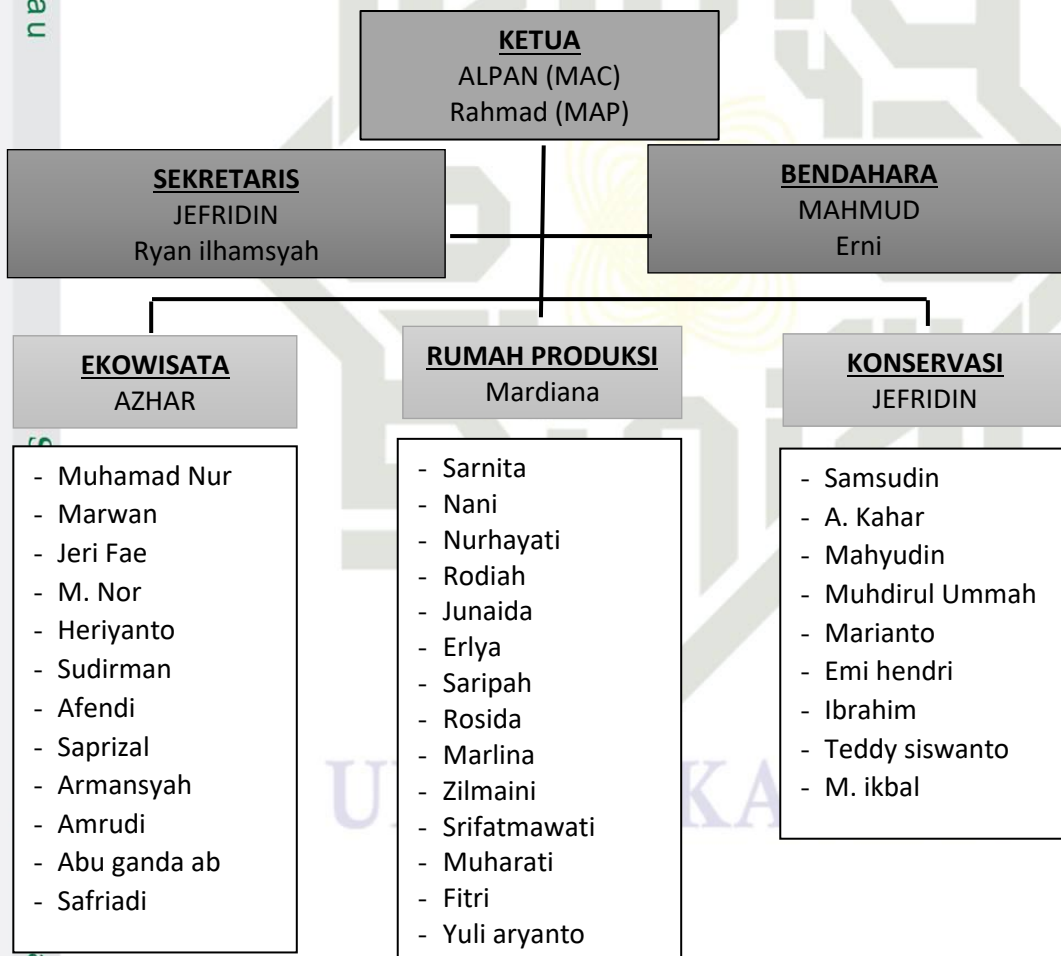 au
KETUA
ALPAN (MAC)
Rahmad (MAP)
SEKRETARIS
JEFRIDIN
Ryan ilhamsyah
BENDAHARA
MAHMUD
Erni
EKOWISATA
AZHAR
RUMAH PRODUKSI
Mardiana
KONSERVASI
JEFRIDIN
- Muhamad Nur
- Marwan
- Jeri Fae
- M. Nor
- Heriyanto
- Sudirman
- Afendi
- Saprizal
- Armansyah
- Amrudi
- Abu ganda ab
- Safriadi
- Sarnita
- Nani
- Nurhayati
- Rodiah
- Junaida
- Erlya
- Saripah
- Rosida
- Marlina
- Zilmaini
- Srifatmawati
- Muharati
- Fitri
- Yuli aryanto
- Samsudin
- A. Kahar
- Mahyudin
- Muhdirul Ummah
- Marianto
- Emi hendri
- Ibrahim
- Teddy siswanto
- M. ikbal